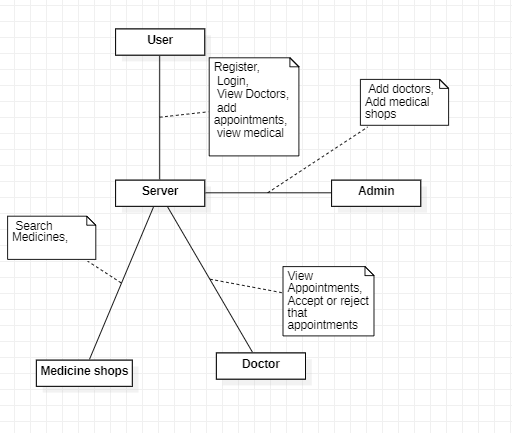 User
Register,
Login,
View Doctors,
add
appointments,
view medical
Add doctors,
Add medical
shops
Server
Admin
Search
Medicines,
View
Appointments,
Accept or reject
that
appointments
Medicine shops
Doctor